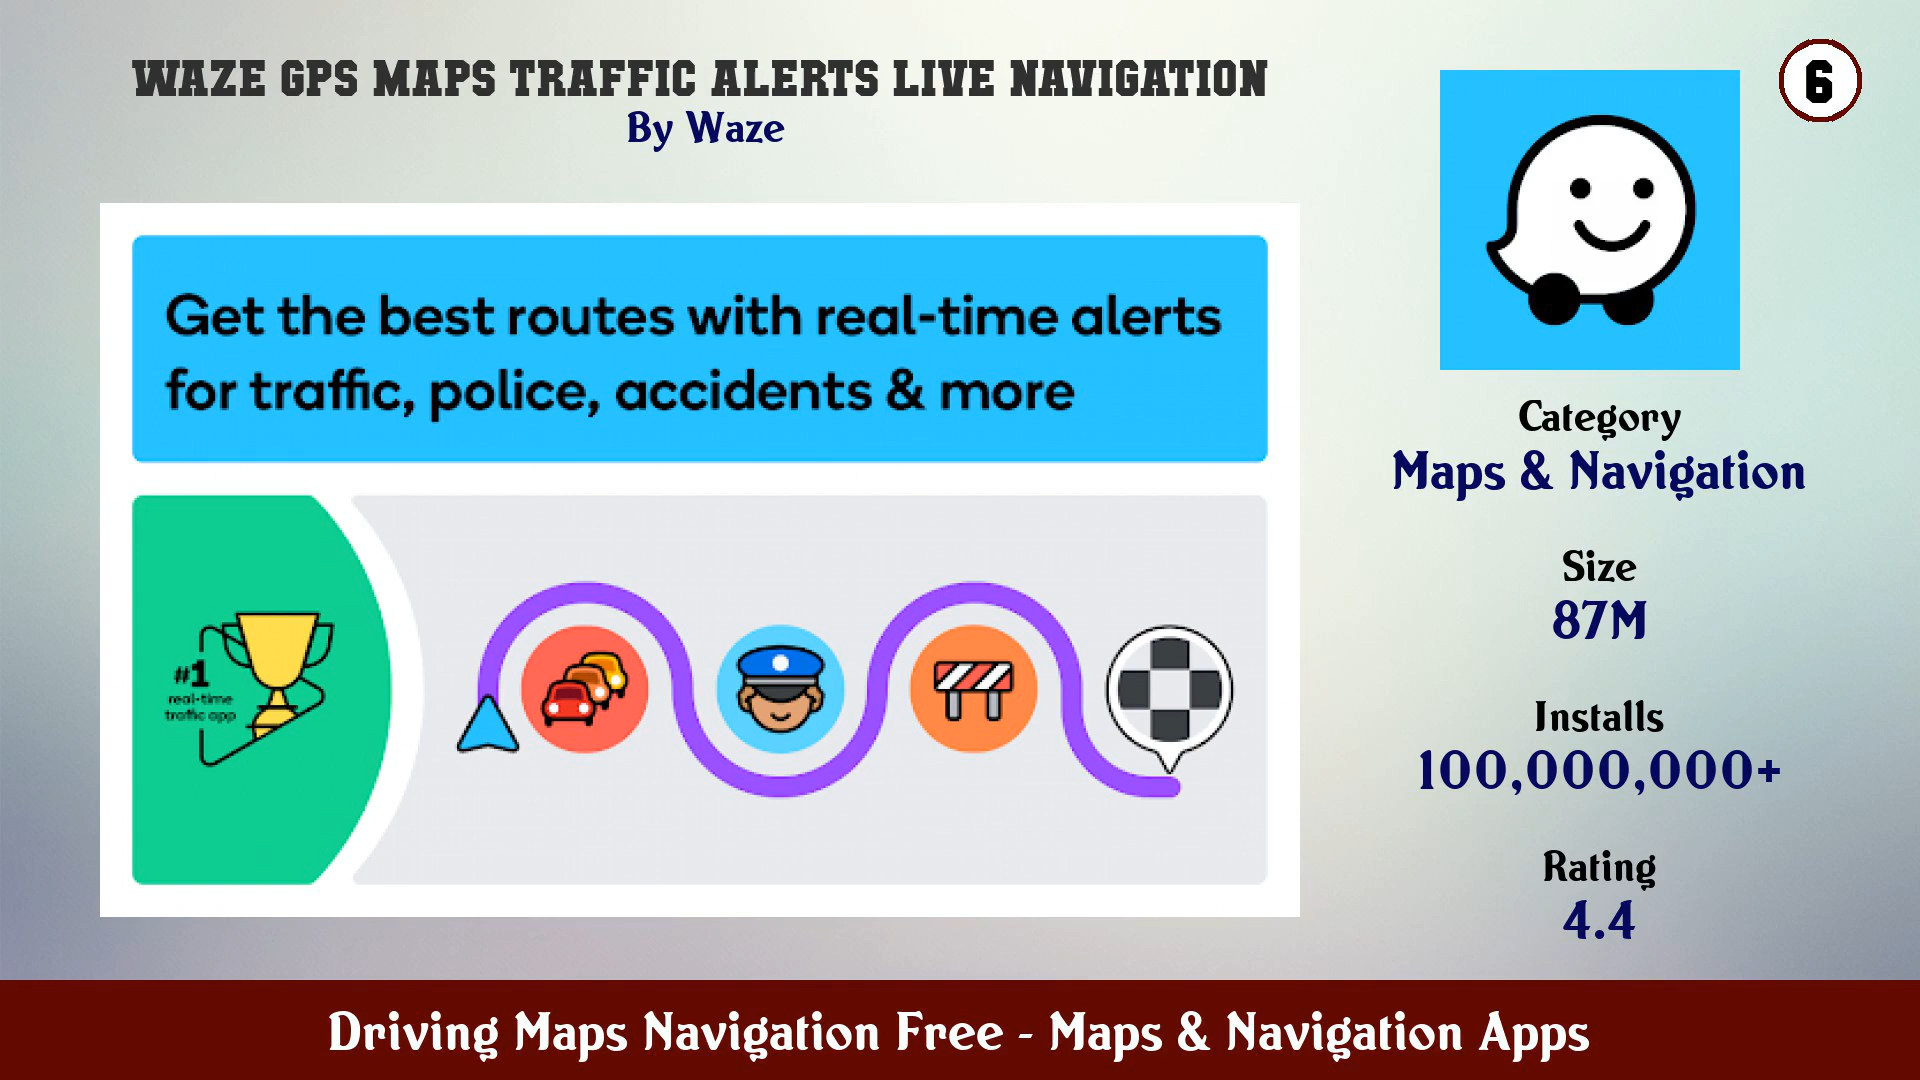 WAZE GPS MAPS TRAFFIC ALERTS LIVE NAVIGATION
By Waze
6
Get the best routes with real-time alerts
for traffic, police, accidents & more
#1
real-time
traffic app
Category
Maps & Navigation
Size
87M
Installs
100,000,000+
Rating
4.4
Driving Maps Navigation Free - Maps & Navigation Apps